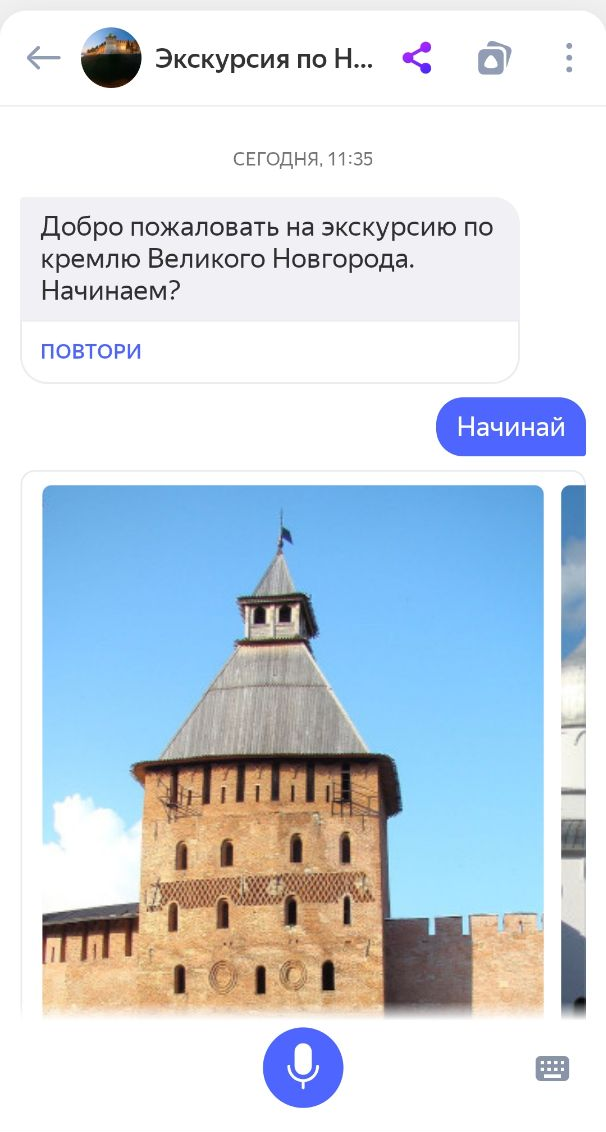 Экскурсия по Н...
СЕГОДНЯ, 11:35
Добро пожаловать на экскурсию по
кремлю Великого Новгорода.
Начинаем?
ПОВТОРИ
Начинай